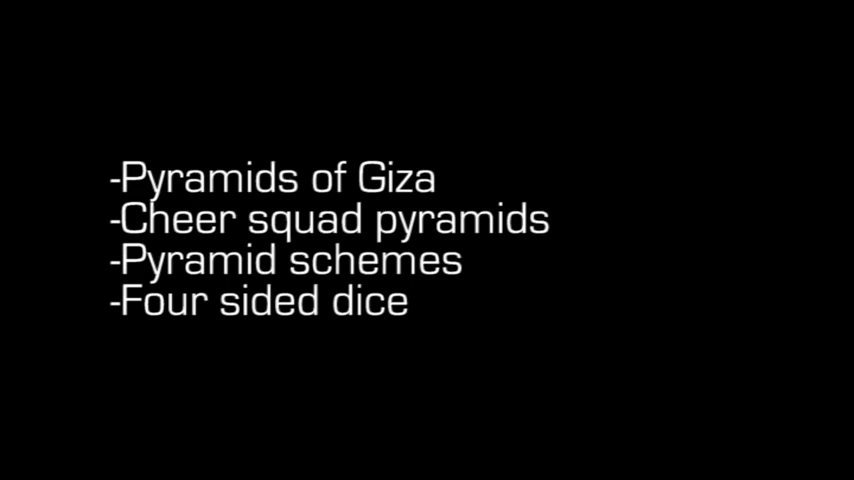 -Pyramids of Giza
-Cheer squad pyramids
-Pyramid schemes
-Four sided dice